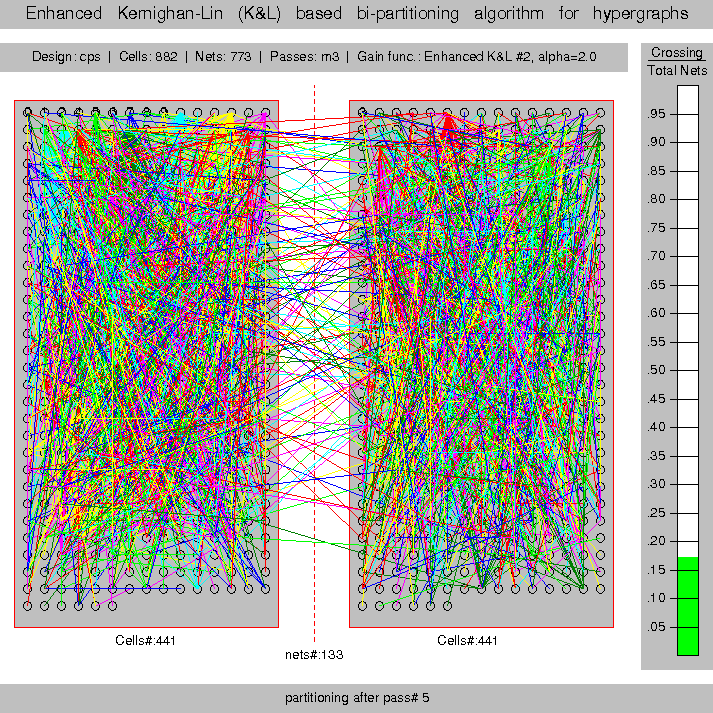 Enhanced Kernighan-Lin (K&L) based bi-partitioning algorithm for hypergraphs
Design: cps | Cells: 882 | Nets: 773 | Passes: m3 | Gain func.: Enhanced K&L #2, alpha=2.0
Crossing
Total Nets
.95
.90
.85
.80
.75
.70
.65
.60
.55
.50
.45
.40
.35
.30
.25
.20
.15
.10
.05
Cells#:441
Cells#:441
nets#:133
partitioning after pass# 5